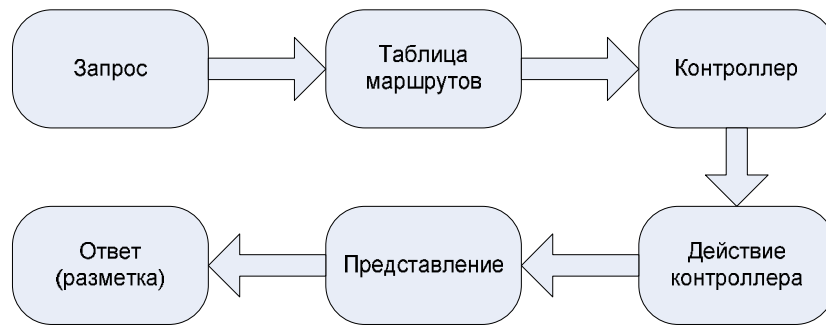 Запрос
Таблица
маршрутов
Контроллер
Действие
контроллера
Представление
Ответ
(разметка)